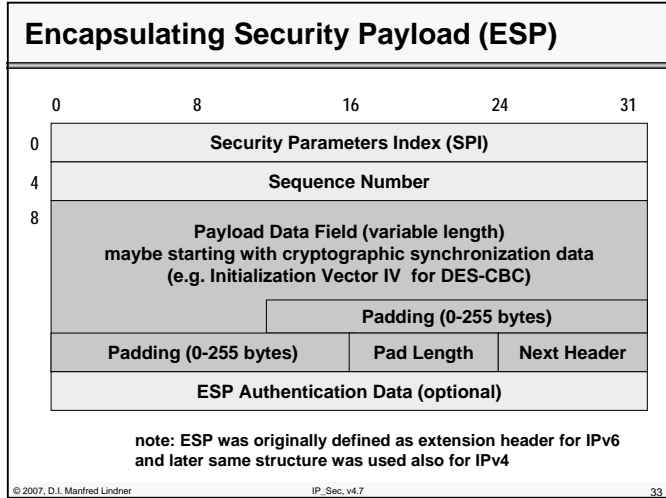 Encapsulating Security Payload (ESP)
0 8 16 24 31
0 Security Parameters Index (SPI)
4 Sequence Number
8 Payload Data Field (variable length)
maybe starting with cryptographic synchronization data
(e.g. Initialization Vector IV for DES-CBC)
Padding (0-255 bytes)
Padding (0-255 bytes) Pad Length Next Header
ESP Authentication Data (optional)
note: ESP was originally defined as extension header for IPv6
and later same structure was used also for IPv4
© 2007, D.I. Manfred Lindner IP_Sec, v4.7 33